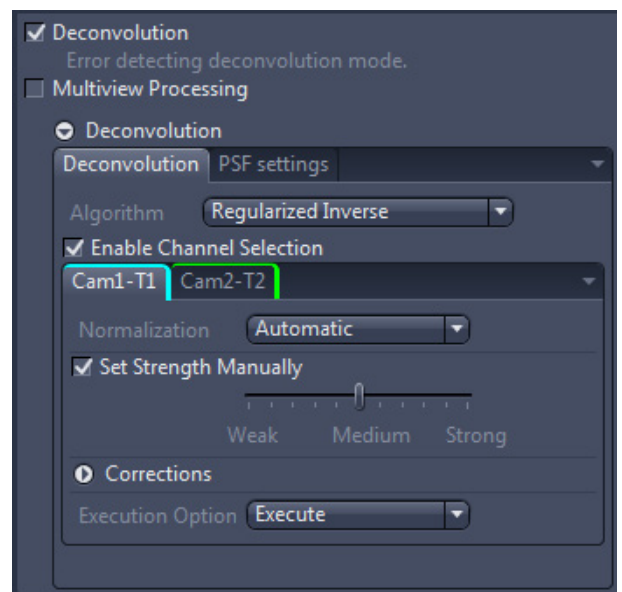 Deconvolution
Error detecting deconvolution mode.
Multiview Processing
Deconvolution
Deconvolution PSF settings
Algorithm Regularized Inverse
Enable Channel Selection
Cam1-T1 Cam2-T2
Normalization Automatic
Set Strength Manually
Weak Medium Strong
Corrections
Execution Option Execute